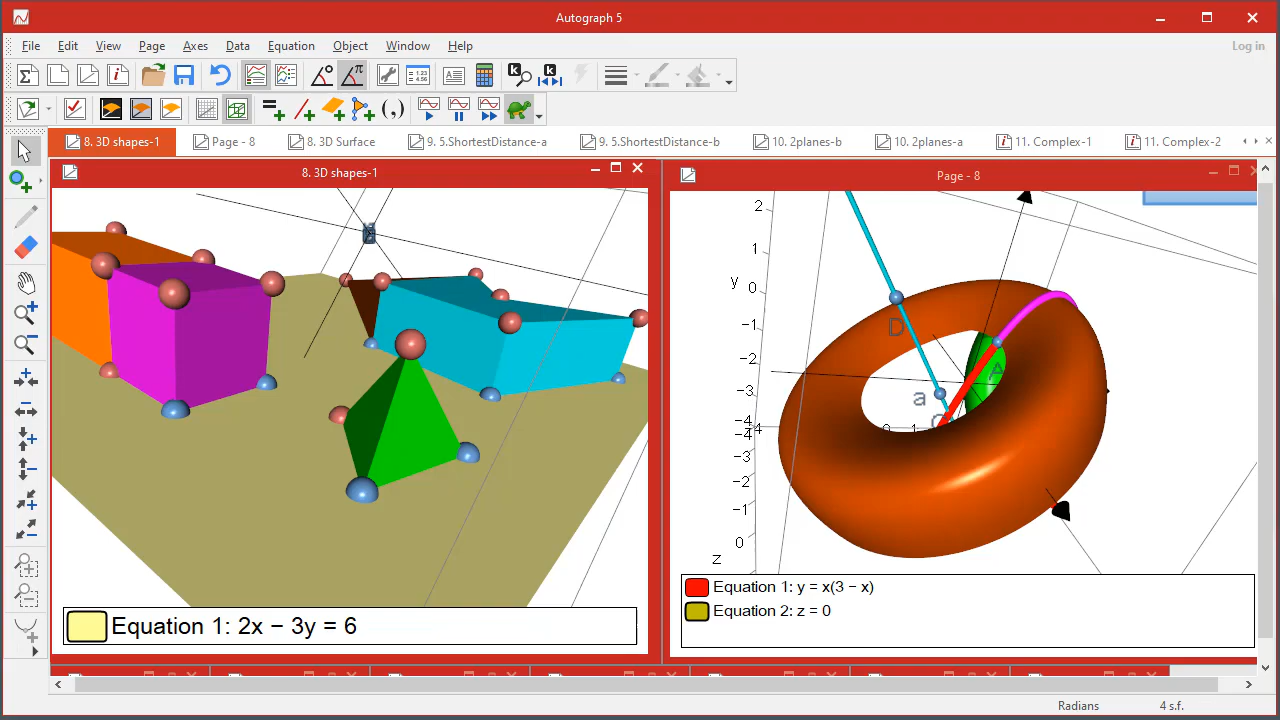 Autograph 5
File Edit View Page Axes Data Equation Object Window Help Log in
8. 3D shapes-1 Page - 8 8. 3D Surface 9. 5.ShortestDistance-a 9. 5.ShortestDistance-b 10. 2planes-b 10. 2planes-a 11. Complex-1 11. Complex-2
8. 3D shapes-1
Equation 1: 2x − 3y = 6
Page - 8
2
1
y 0
−1
−2
−3
−4
−4
−3
−2
−1
0
z
0 1
D
a
A
Equation 1: y = x(3 − x)
Equation 2: z = 0
Radians 4 s.f.